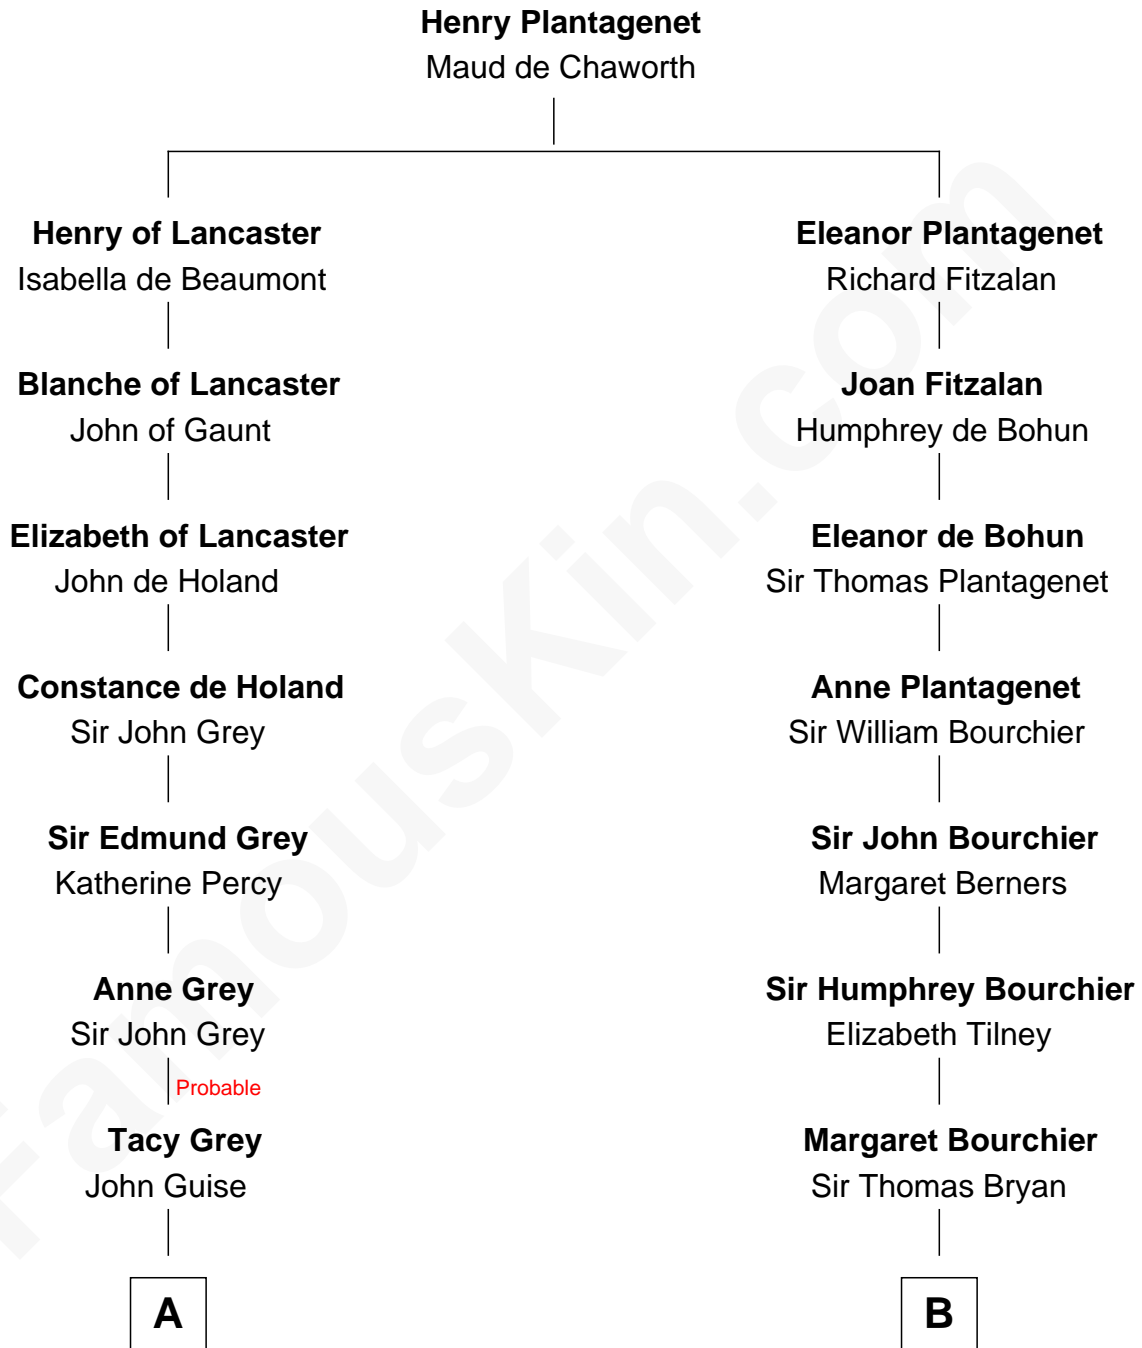 Henry Plantagenet
Maud de Chaworth
Henry of Lancaster
Isabella de Beaumont
Eleanor Plantagenet
Richard Fitzalan
Blanche of Lancaster
John of Gaunt
Joan Fitzalan
Humphrey de Bohun
Elizabeth of Lancaster
John de Holand
Eleanor de Bohun
Sir Thomas Plantagenet
Constance de Holand
Sir John Grey
Anne Plantagenet
Sir William Bourchier
Sir Edmund Grey
Katherine Percy
Sir John Bourchier
Margaret Berners
Anne Grey
Sir John Grey
Sir Humphrey Bourchier
Elizabeth Tilney
Probable
Tacy Grey
John Guise
Margaret Bourchier
Sir Thomas Bryan
A
B
FamousKin.com